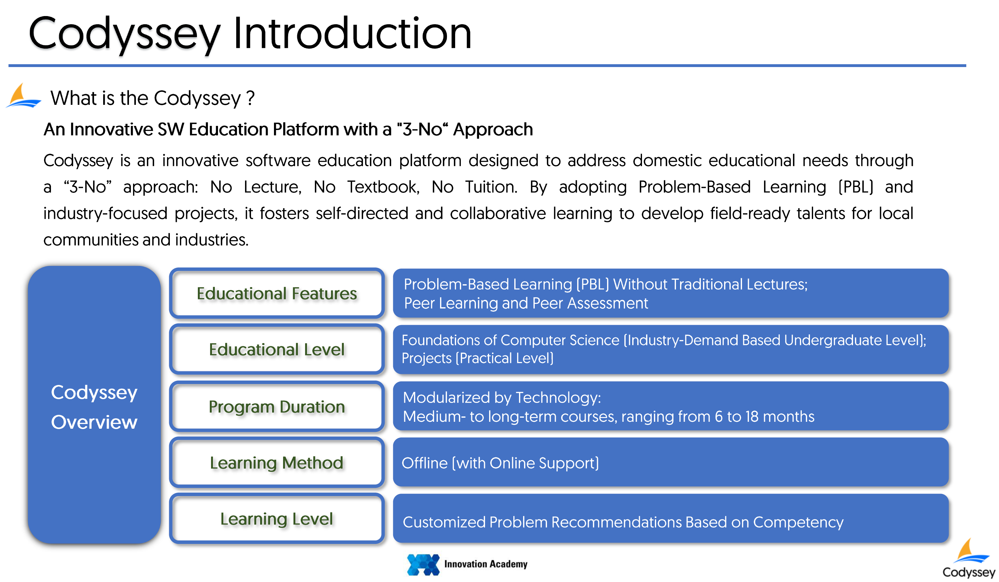 Codyssey Introduction
What is the Codyssey ?
An Innovative SW Education Platform with a "3-No“ Approach
Codyssey is an innovative software education platform designed to address domestic educational needs through
a “3-No” approach: No Lecture, No Textbook, No Tuition. By adopting Problem-Based Learning (PBL) and
industry-focused projects, it fosters self-directed and collaborative learning to develop field-ready talents for local
communities and industries.
Codyssey
Overview
Educational Features
Problem-Based Learning (PBL) Without Traditional Lectures;
Peer Learning and Peer Assessment
Educational Level
Foundations of Computer Science (Industry-Demand Based Undergraduate Level);
Projects (Practical Level)
Program Duration
Modularized by Technology:
Medium- to long-term courses, ranging from 6 to 18 months
Learning Method
Offline (with Online Support)
Learning Level
Customized Problem Recommendations Based on Competency
Innovation Academy
Codyssey